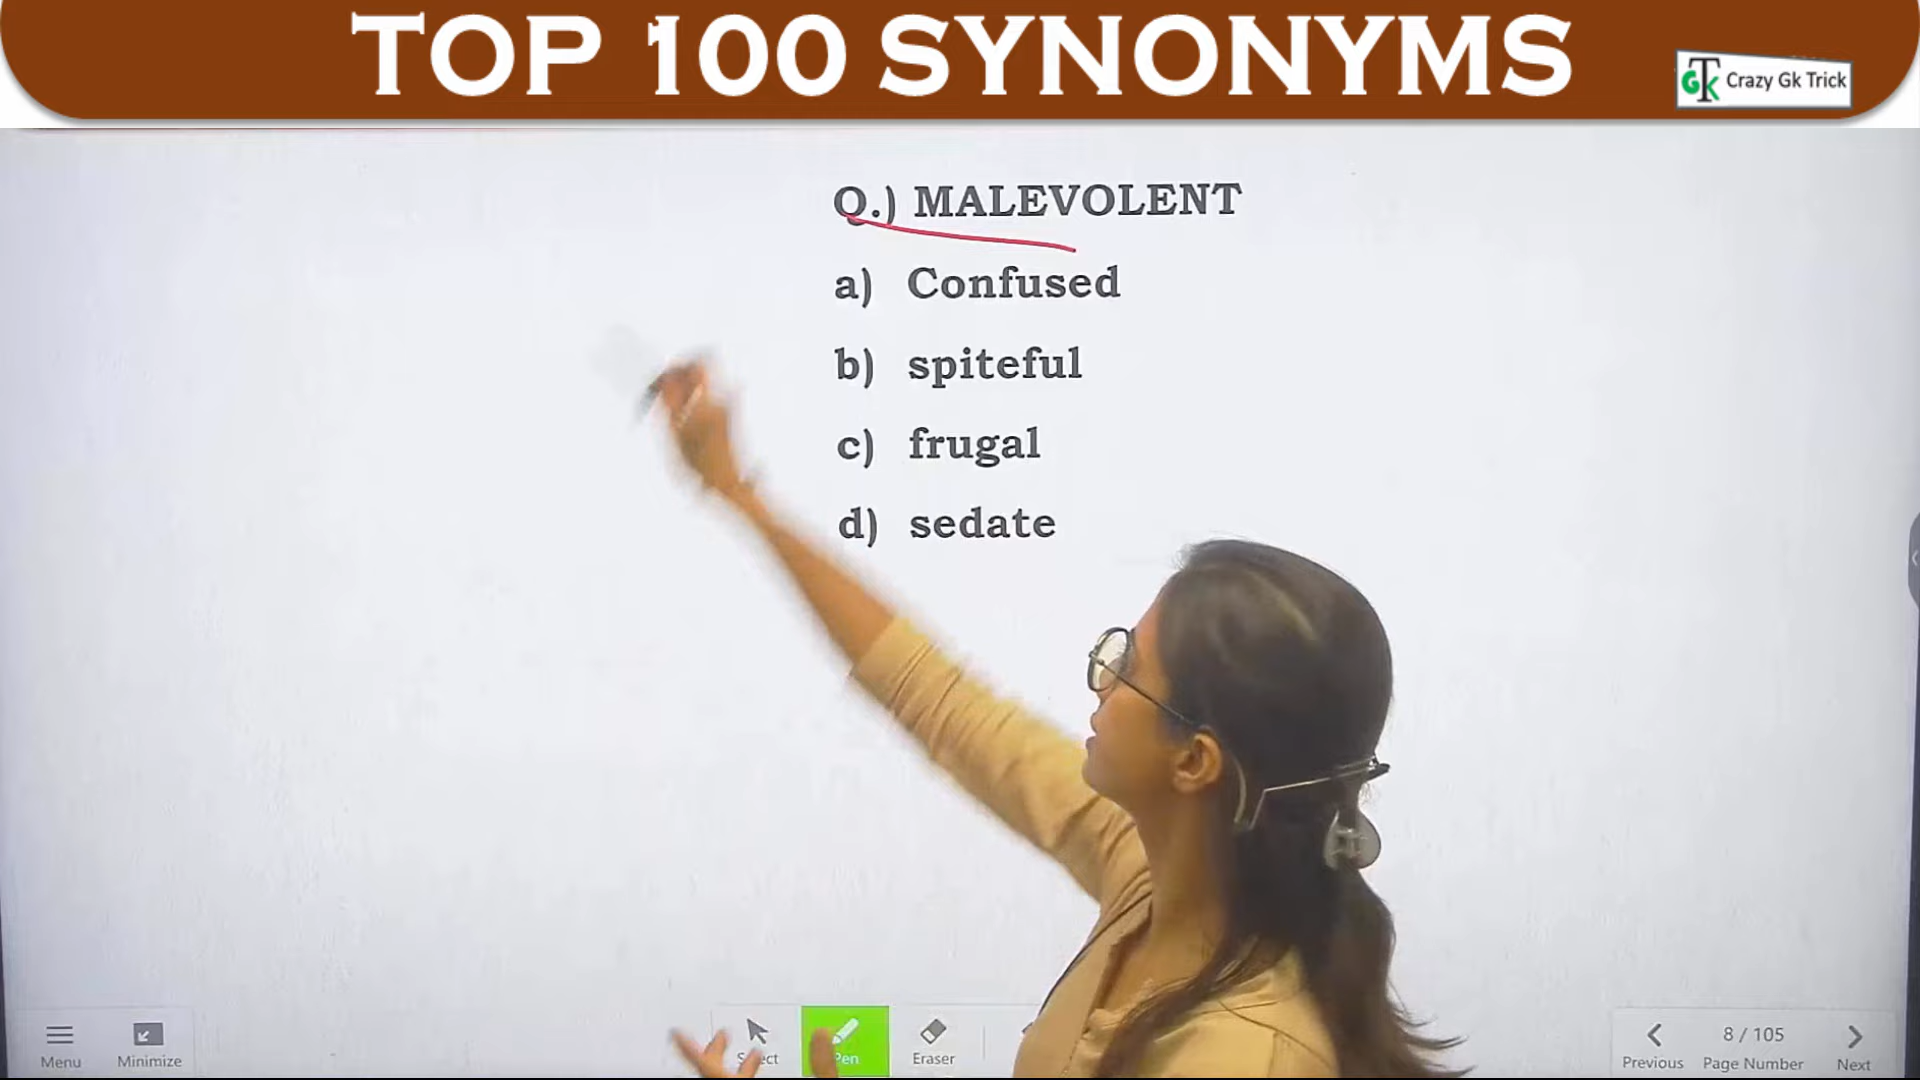 TOP 100 SYNONYMS
GTK Crazy Gk Trick
Q.) MALEVOLENT
a) Confused
b) spiteful
c) frugal
d) sedate
Menu
Minimize
Pen
Eraser
Previous
8 / 105
Page Number
Next